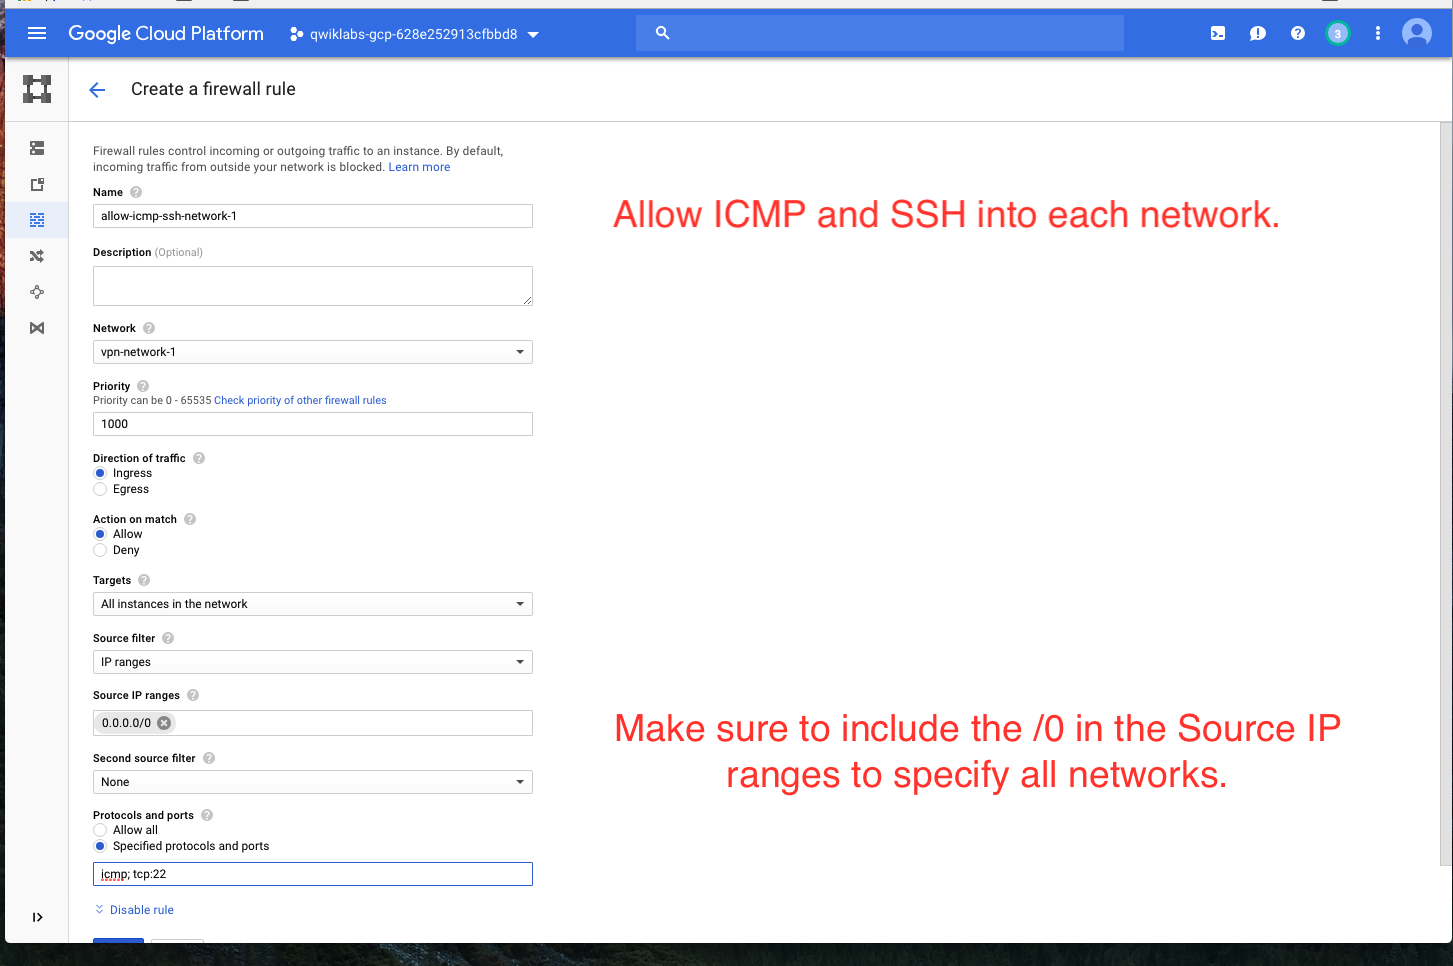 Google Cloud Platform
qwiklabs-gcp-628e252913cfbbd8
3
Create a firewall rule
Firewall rules control incoming or outgoing traffic to an instance. By default,
incoming traffic from outside your network is blocked. Learn more
Name
allow-icmp-ssh-network-1
Allow ICMP and SSH into each network.
Description (Optional)
Network
vpn-network-1
Priority
Priority can be 0 - 65535 Check priority of other firewall rules
1000
Direction of traffic
Ingress
Egress
Action on match
Allow
Deny
Targets
All instances in the network
Source filter
IP ranges
Source IP ranges
0.0.0.0/0
Make sure to include the /0 in the Source IP
ranges to specify all networks.
Second source filter
None
Protocols and ports
Allow all
Specified protocols and ports
icmp; tcp:22
Disable rule